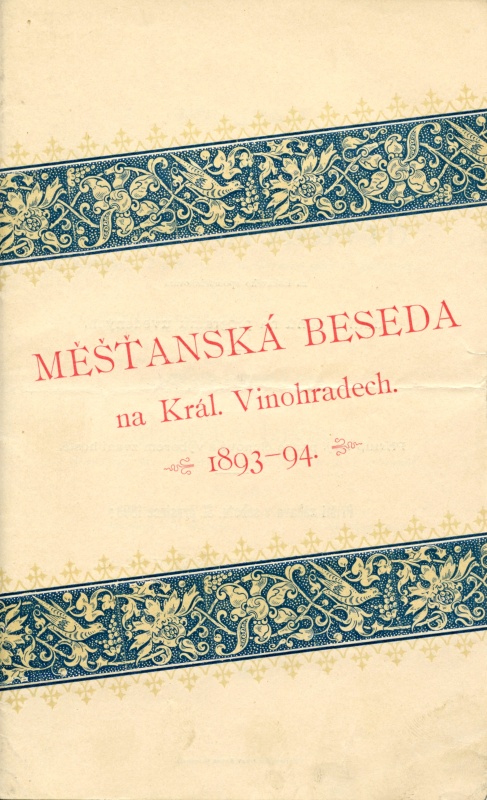 MĚŠŤANSKÁ BESEDA
na Král. Vinohradech.
1893-94.